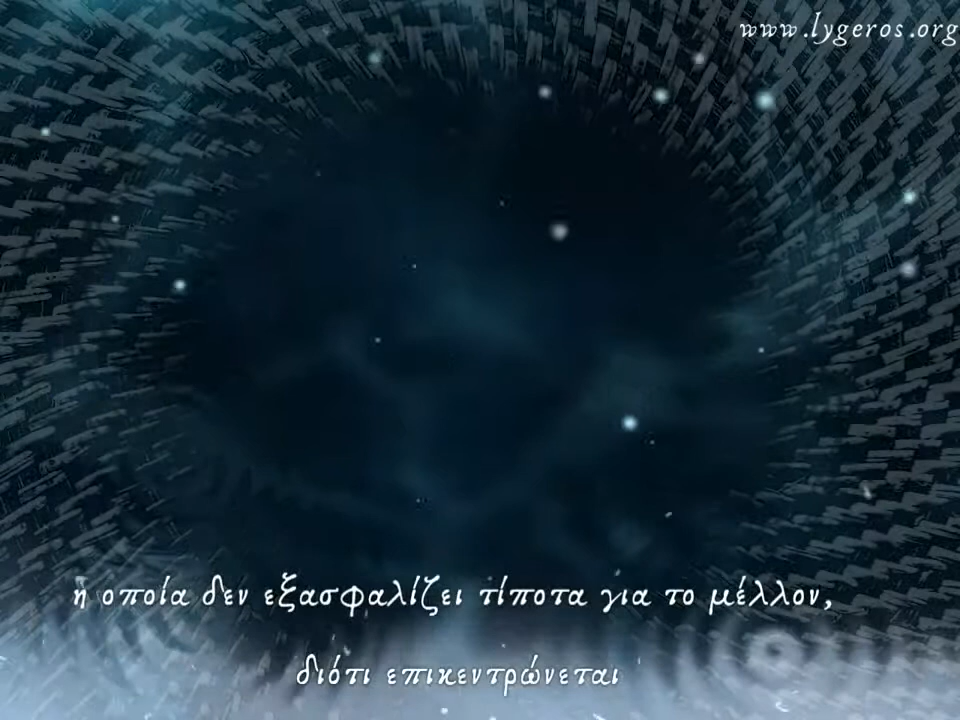 www.lygeros.org
ἡ οποία δεν εξασφαλίζει τίποτα για το μέλλον,
διότι επικεντρώνεται